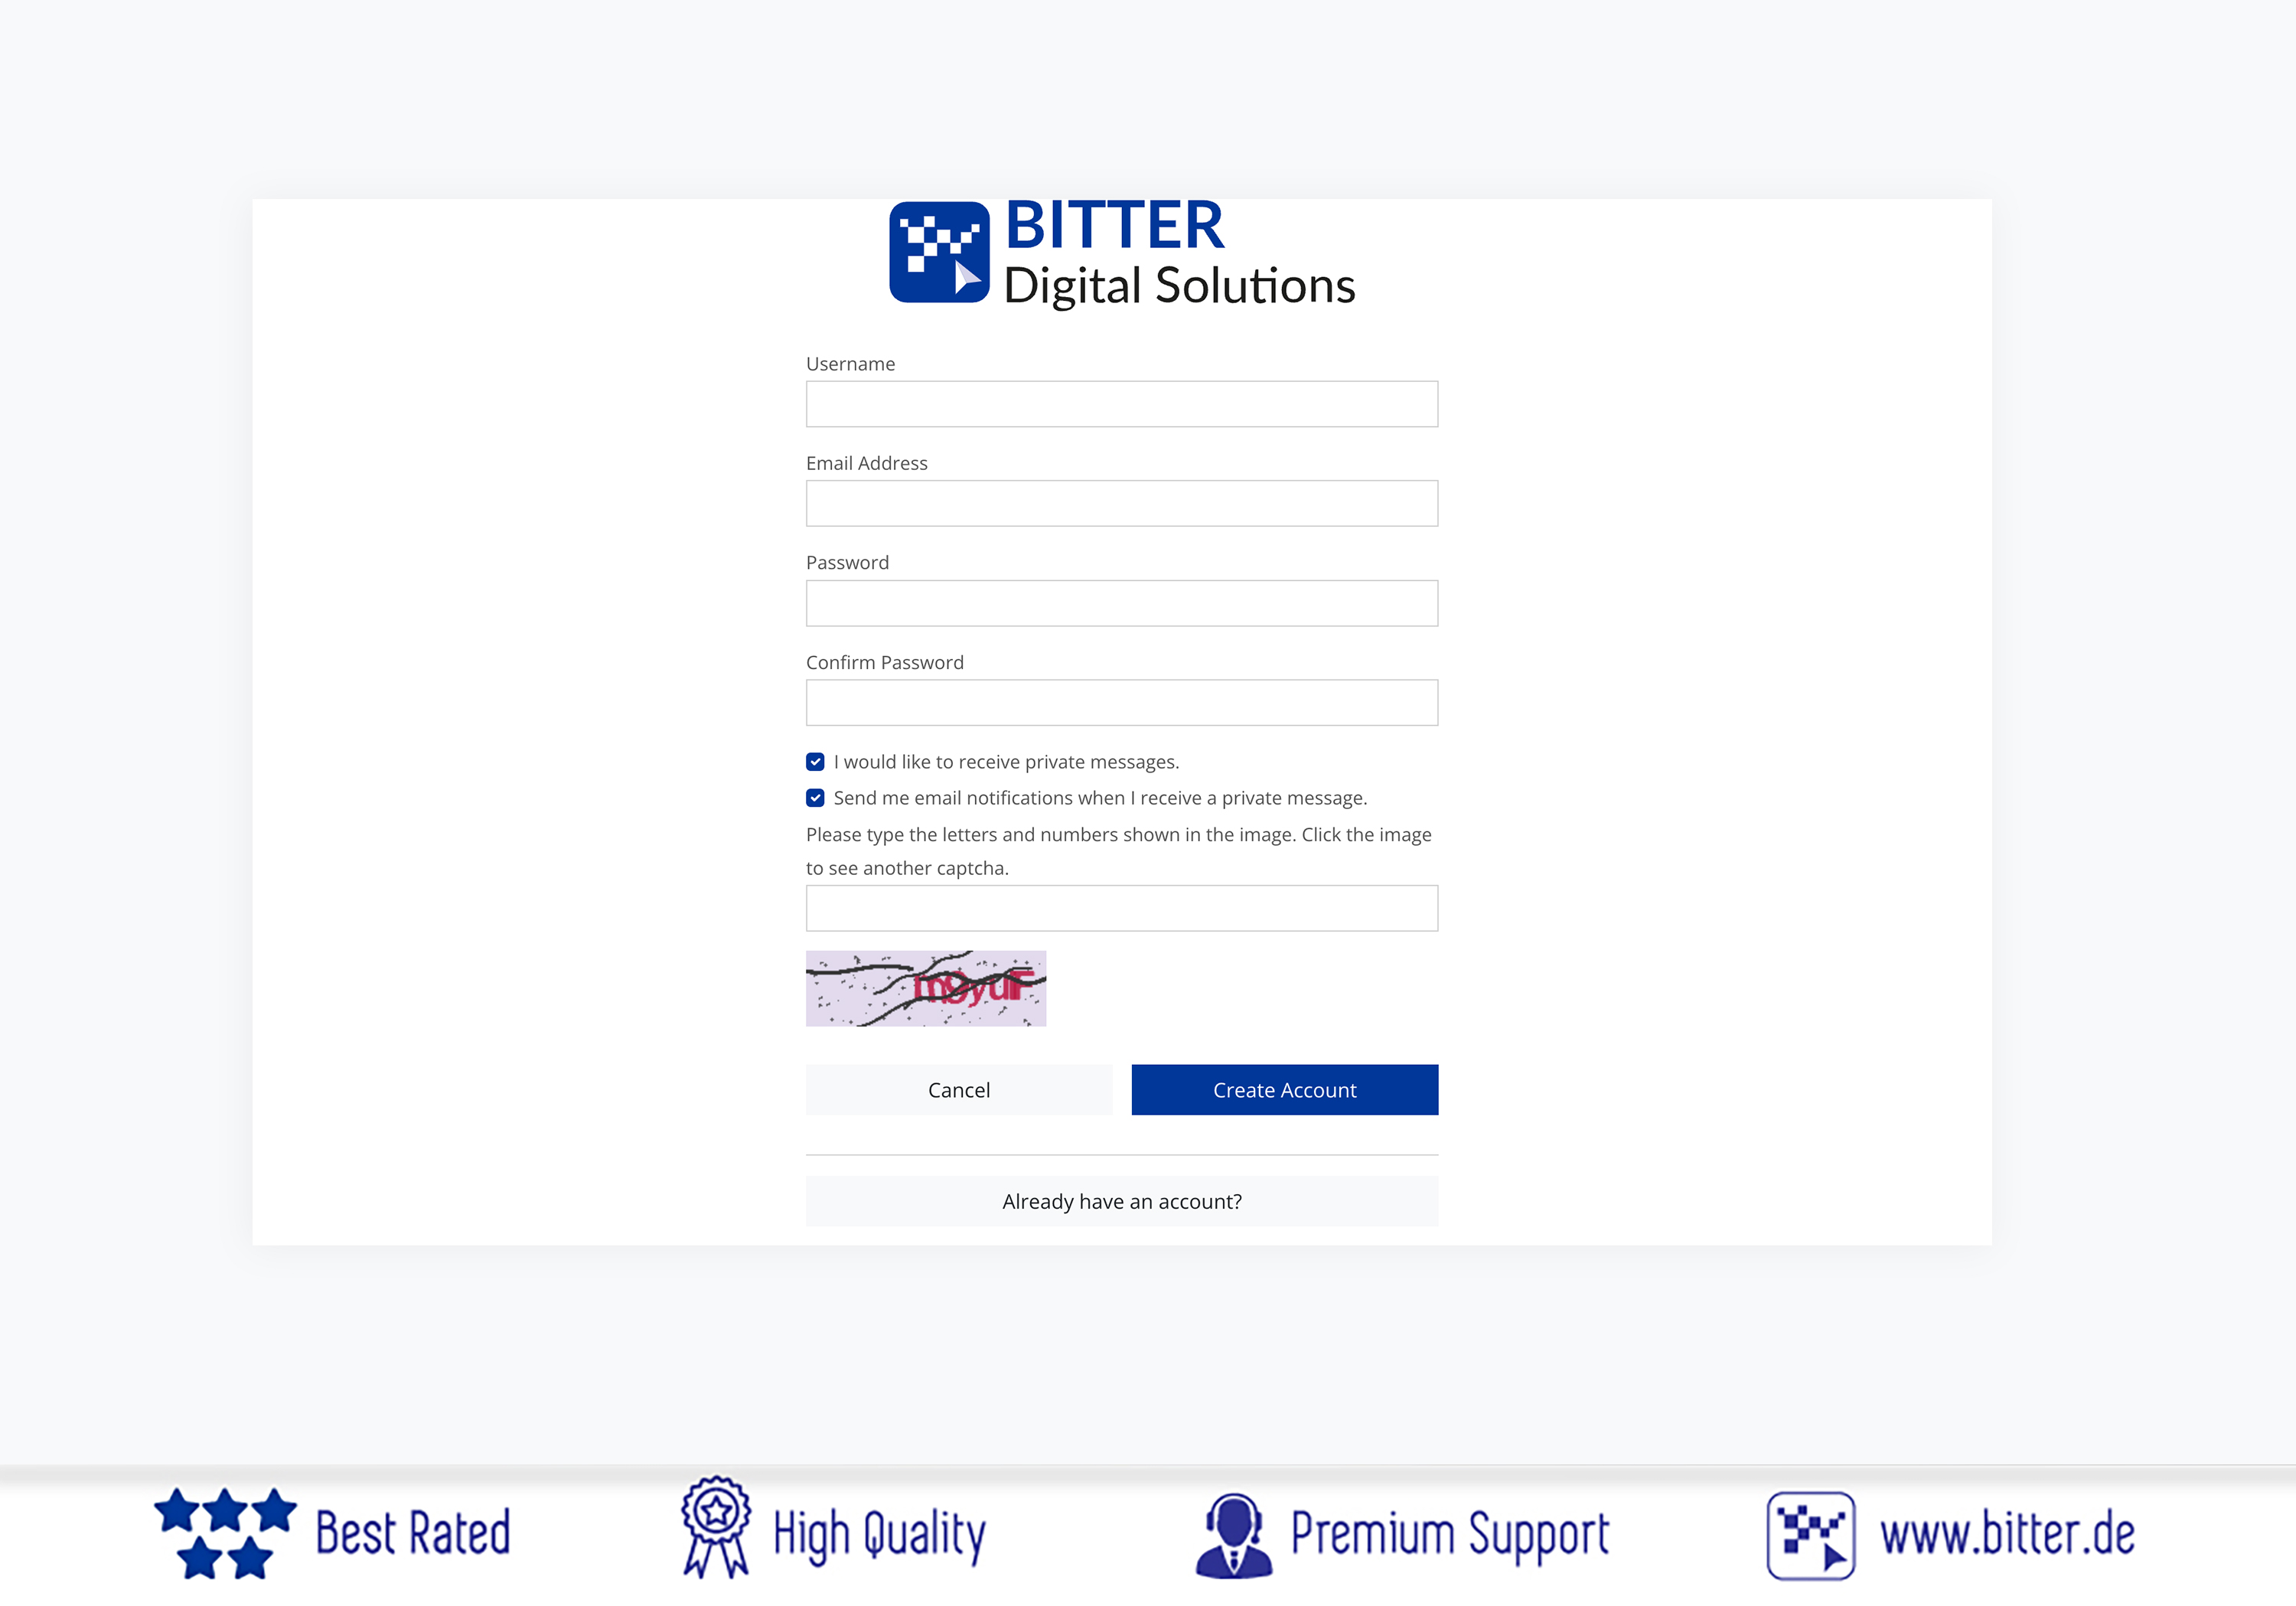 BITTER
Digital Solutions
Username
Email Address
Password
Confirm Password
I would like to receive private messages.
Send me email notifications when I receive a private message.
Please type the letters and numbers shown in the image. Click the image
to see another captcha.
Cancel
Create Account
Already have an account?
Best Rated
High Quality
Premium Support
www.bitter.de